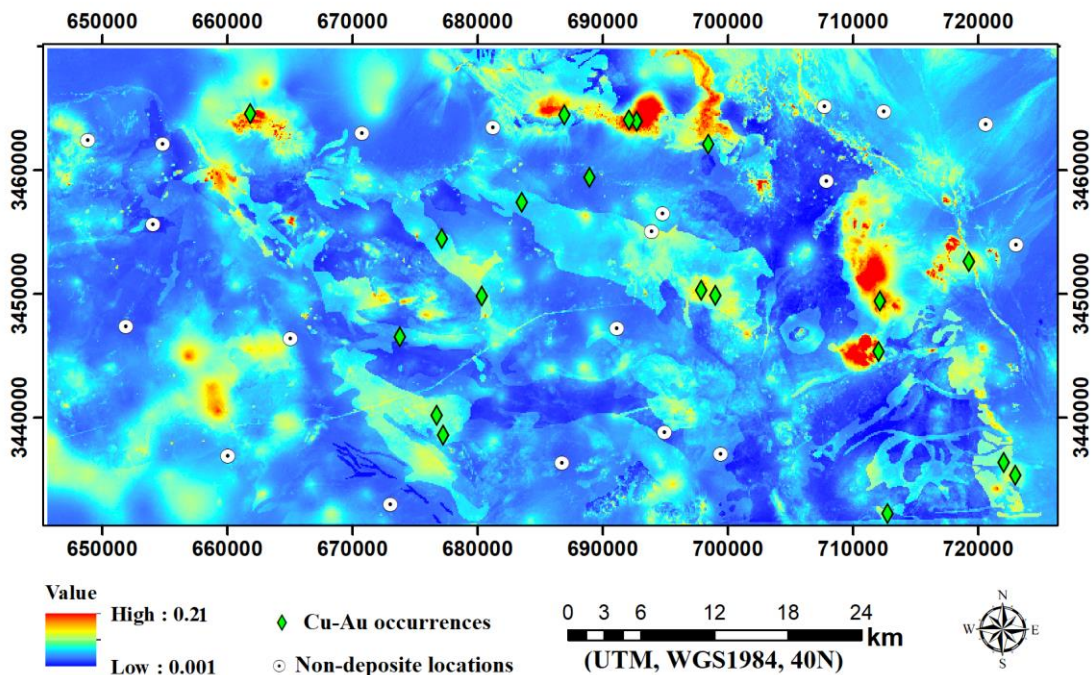 650000 660000 670000 680000 690000 700000 710000 720000
3460000 3460000
3450000 3450000
3440000 3440000
650000 660000 670000 680000 690000 700000 710000 720000
Value
High : 0.21
Low : 0.001
Cu-Au occurrences
Non-deposite locations
0 3 6 12 18 24
km
(UTM, WGS1984, 40N)
N
W E
S